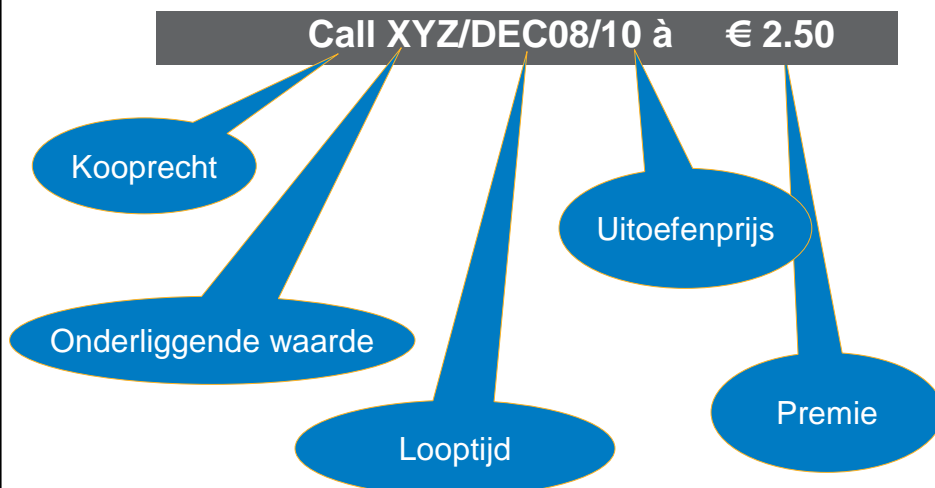 Call XYZ/DEC08/10 à € 2.50
Kooprecht
Uitoefenprijs
Onderliggende waarde
Premie
Looptijd